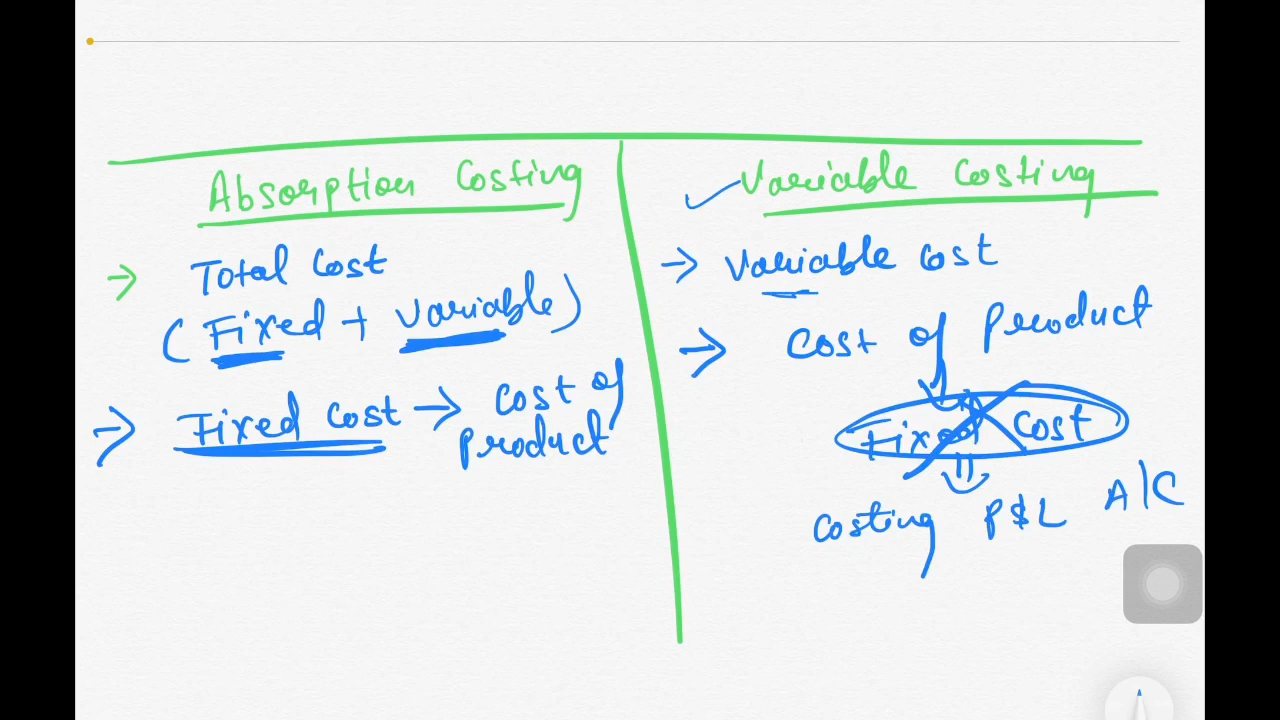 Absorption Costing
→ Total Cost
(Fixed + Variable)
→ Fixed Cost → Cost of
Product
✓ Variable Costing
→ Variable Cost
→ Cost of Product
Fixed Cost
Costing P&L A/C